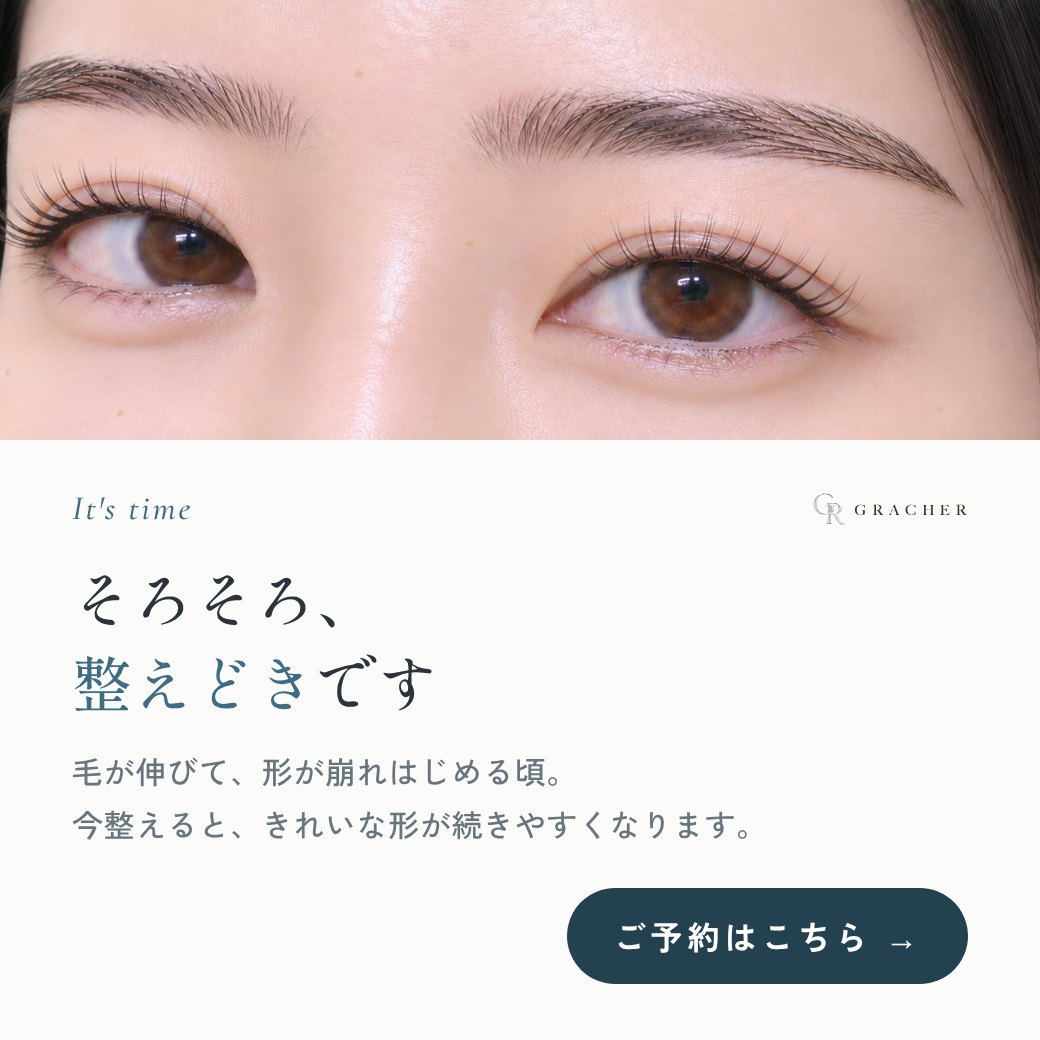 It's time
GR GRACHER
そろそろ、
整えどきです
毛が伸びて、形が崩れはじめる頃。
今整えると、きれいな形が続きやすくなります。
ご予約はこちら →